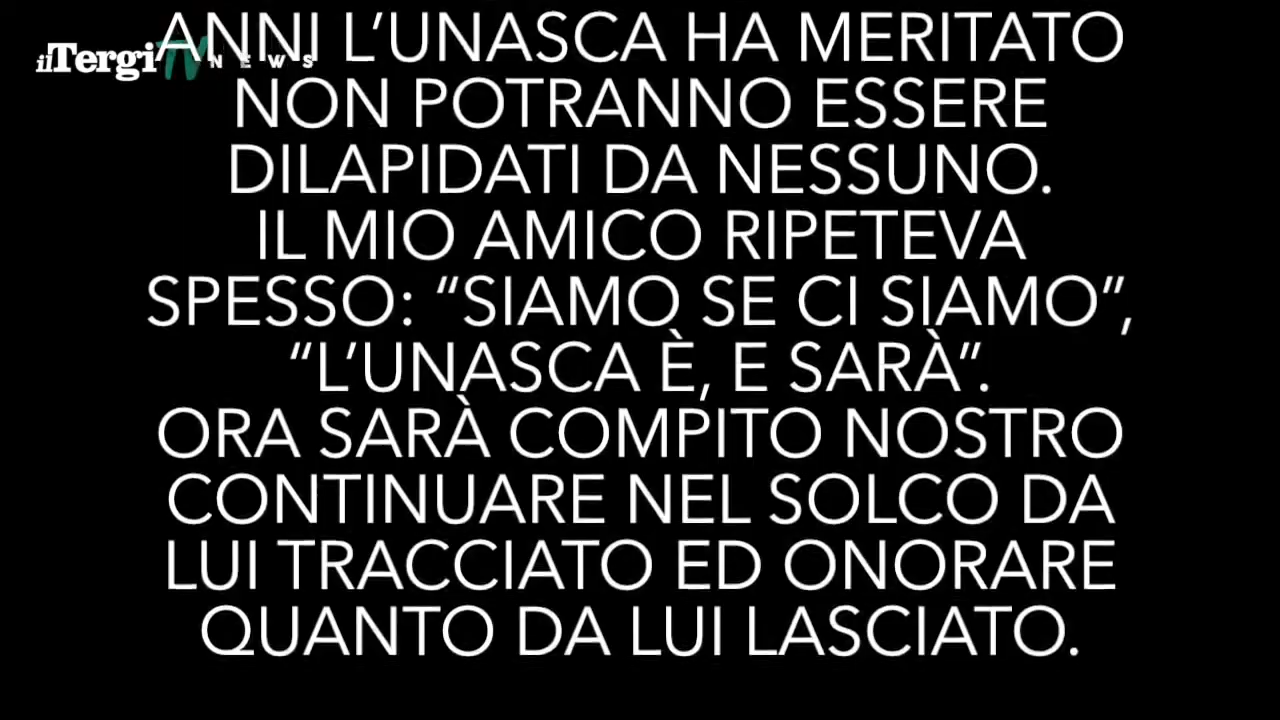 ilTergiTV NEWS
ANNI L’UNASCA HA MERITATO
NON POTRANNO ESSERE
DILAPIDATI DA NESSUNO.
IL MIO AMICO RIPETEVA
SPESSO: “SIAMO SE CI SIAMO”,
“L’UNASCA È, E SARÀ”.
ORA SARÀ COMPITO NOSTRO
CONTINUARE NEL SOLCO DA
LUI TRACCIATO ED ONORARE
QUANTO DA LUI LASCIATO.